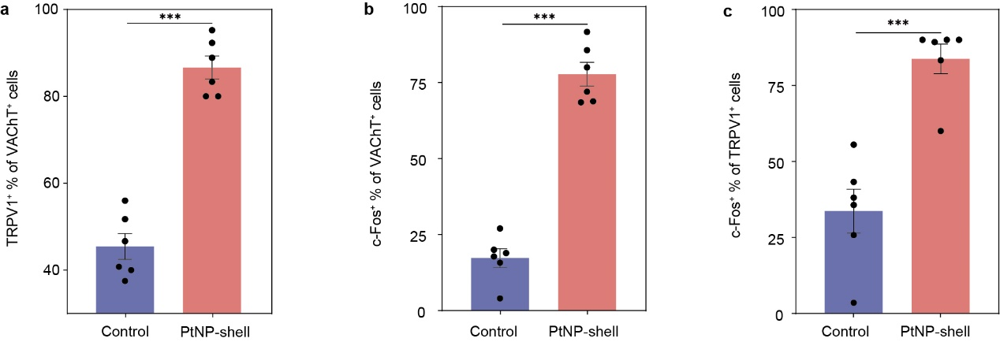 a
100
80
60
40
TRPV1⁺ % of VAChT⁺ cells
***
Control
PtNP-shell
b
100
75
50
25
0
c-Fos⁺ % of VAChT⁺ cells
***
Control
PtNP-shell
c
100
75
50
25
0
c-Fos⁺ % of TRPV1⁺ cells
***
Control
PtNP-shell